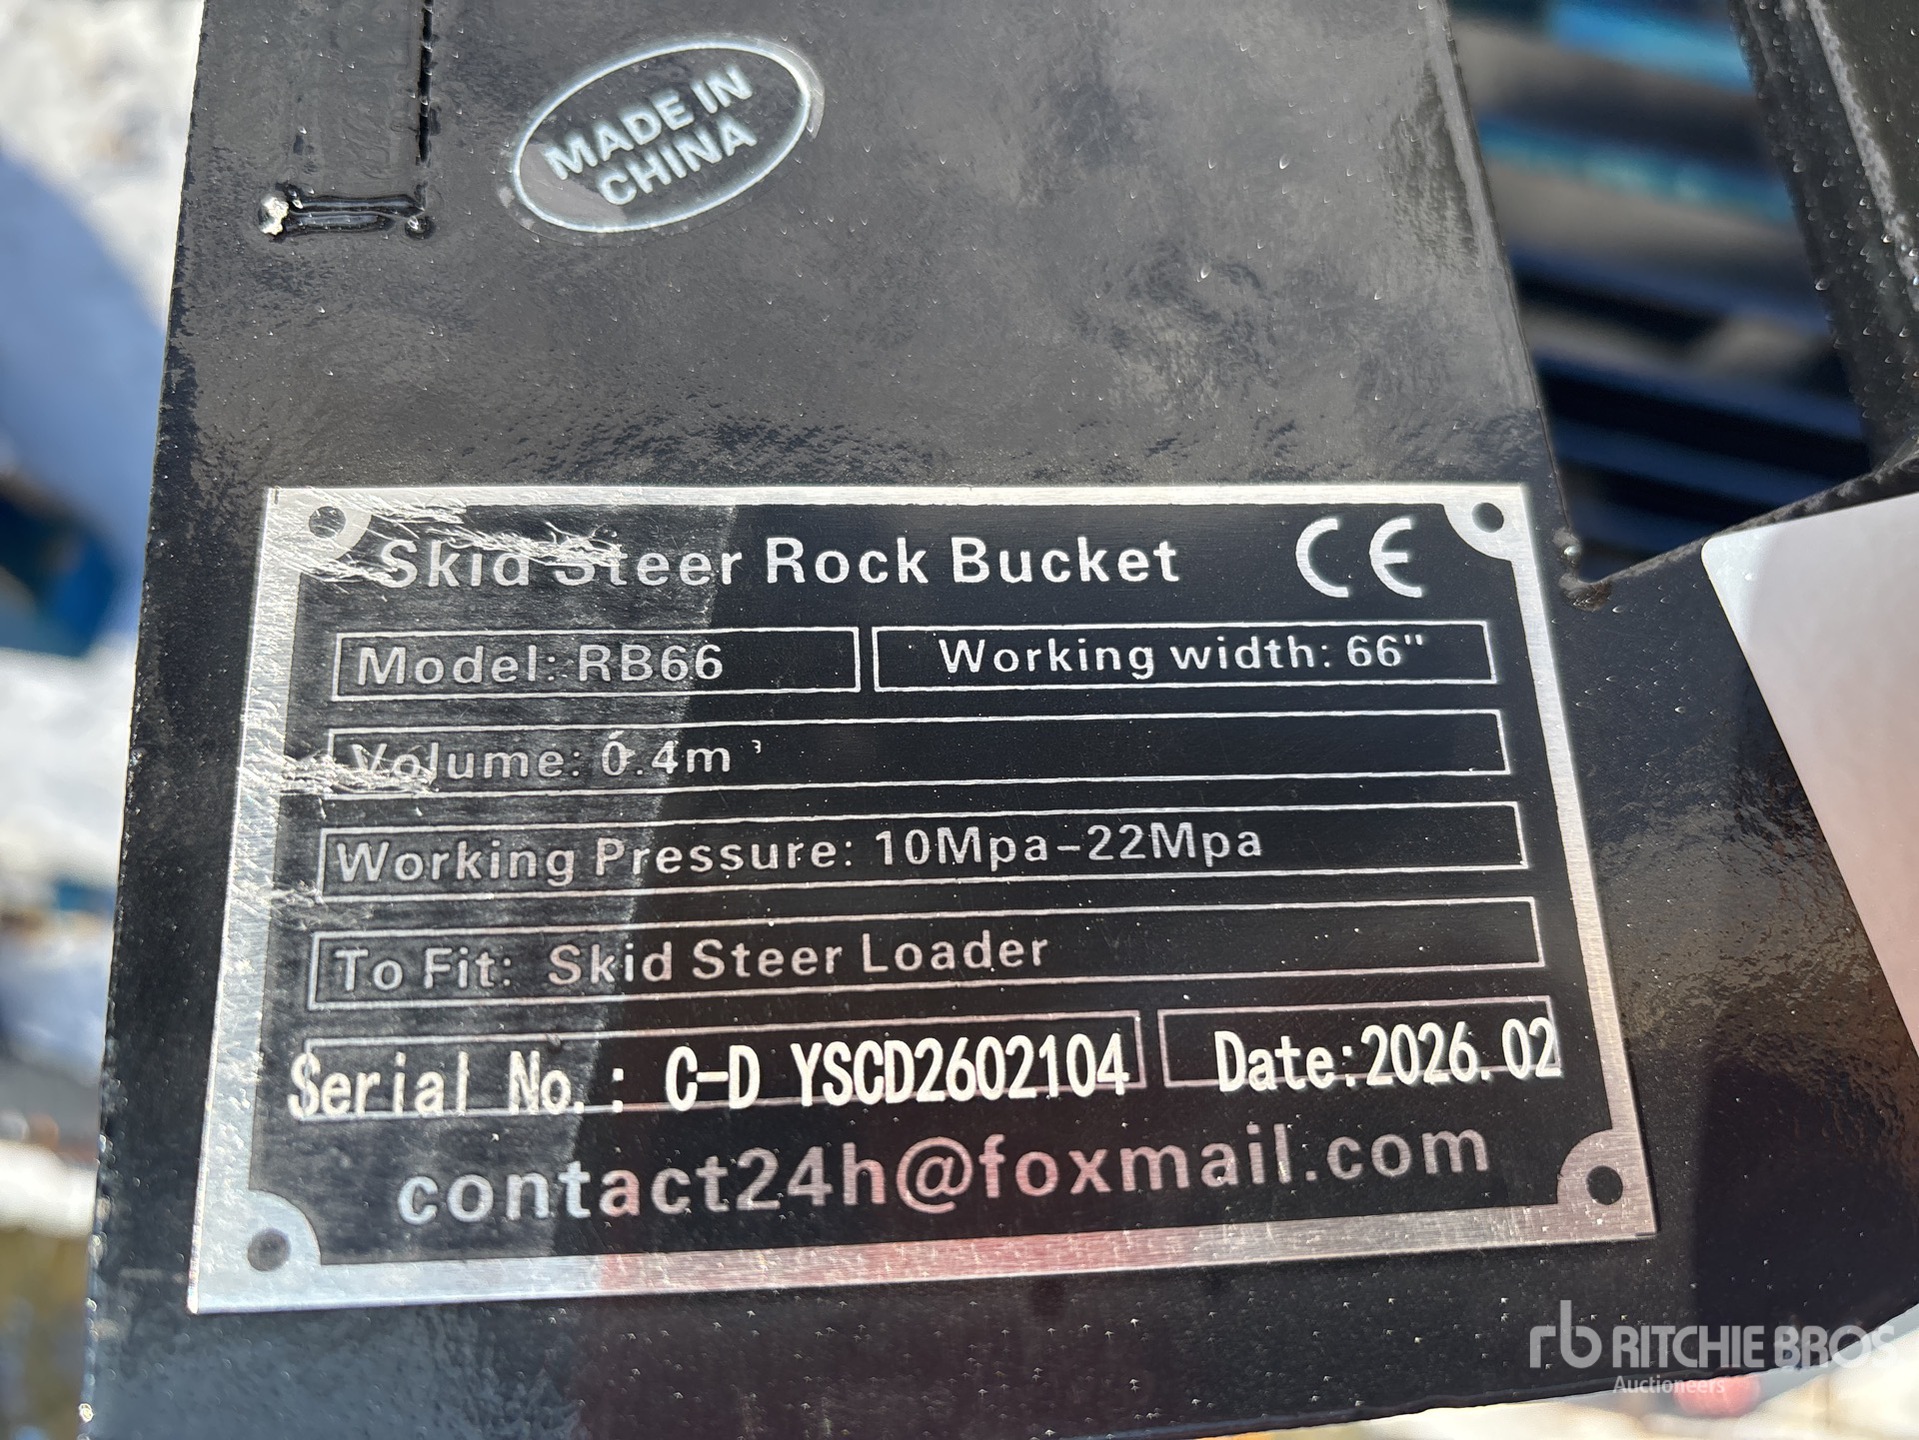 MADE IN
CHINA
Skid Steer Rock Bucket CE
Model: RB66
Working width: 66"
Volume: 0.4m³
Working Pressure: 10Mpa-22Mpa
To Fit: Skid Steer Loader
Serial No.: C-D YSCD2602104
Date:2026.02
contact24h@foxmail.com
rb RITCHIE BROS
Auctioneers